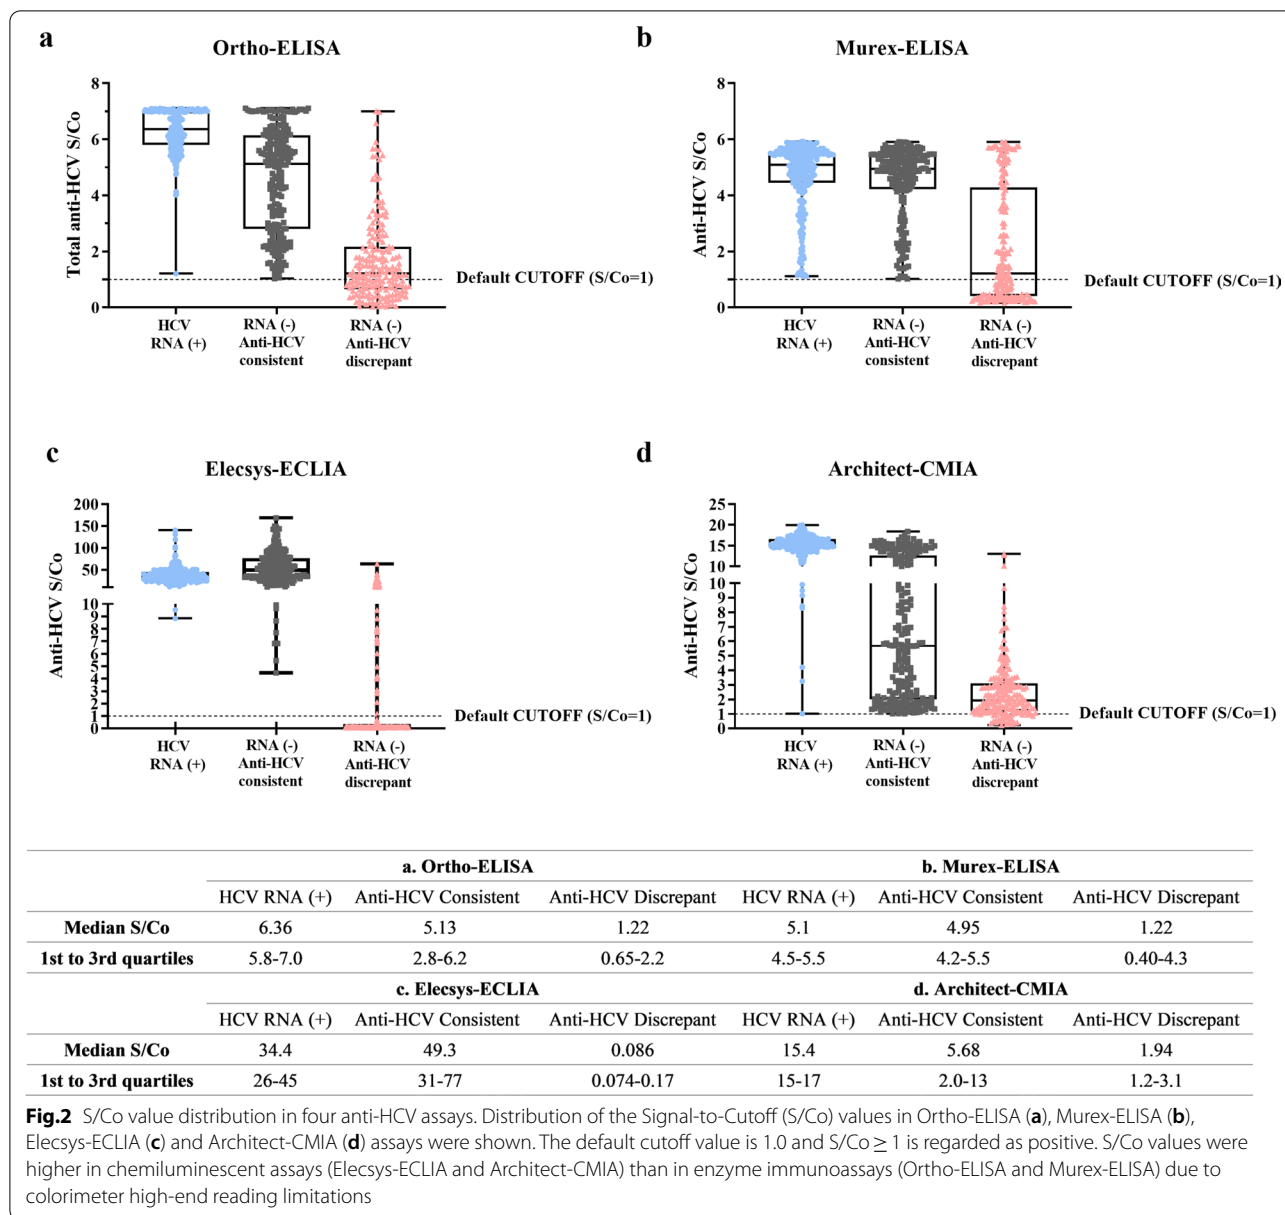 a
Ortho-ELISA
Total anti-HCV S/Co
8
6
4
2
0
Default CUTOFF (S/Co=1)
HCV
RNA (+)
RNA (-)
Anti-HCV
consistent
RNA (-)
Anti-HCV
discrepant
b
Murex-ELISA
Anti-HCV S/Co
8
6
4
2
0
Default CUTOFF (S/Co=1)
HCV
RNA (+)
RNA (-)
Anti-HCV
consistent
RNA (-)
Anti-HCV
discrepant
c
Elecsys-ECLIA
Anti-HCV S/Co
200
150
100
50
10
9
8
7
6
5
4
3
2
1
0
Default CUTOFF (S/Co=1)
HCV
RNA (+)
RNA (-)
Anti-HCV
consistent
RNA (-)
Anti-HCV
discrepant
d
Architect-CMIA
Anti-HCV S/Co
25
20
15
10
10
9
8
7
6
5
4
3
2
1
0
Default CUTOFF (S/Co=1)
HCV
RNA (+)
RNA (-)
Anti-HCV
consistent
RNA (-)
Anti-HCV
discrepant
a. Ortho-ELISA b. Murex-ELISA
HCV RNA (+) Anti-HCV Consistent Anti-HCV Discrepant HCV RNA (+) Anti-HCV Consistent Anti-HCV Discrepant
Median S/Co 6.36 5.13 1.22 5.1 4.95 1.22
1st to 3rd quartiles 5.8-7.0 2.8-6.2 0.65-2.2 4.5-5.5 4.2-5.5 0.40-4.3
c. Elecsys-ECLIA d. Architect-CMIA
HCV RNA (+) Anti-HCV Consistent Anti-HCV Discrepant HCV RNA (+) Anti-HCV Consistent Anti-HCV Discrepant
Median S/Co 34.4 49.3 0.086 15.4 5.68 1.94
1st to 3rd quartiles 26-45 31-77 0.074-0.17 15-17 2.0-13 1.2-3.1
Fig.2 S/Co value distribution in four anti-HCV assays. Distribution of the Signal-to-Cutoff (S/Co) values in Ortho-ELISA (a), Murex-ELISA (b),
Elecsys-ECLIA (c) and Architect-CMIA (d) assays were shown. The default cutoff value is 1.0 and S/Co ≥ 1 is regarded as positive. S/Co values were
higher in chemiluminescent assays (Elecsys-ECLIA and Architect-CMIA) than in enzyme immunoassays (Ortho-ELISA and Murex-ELISA) due to
colorimeter high-end reading limitations